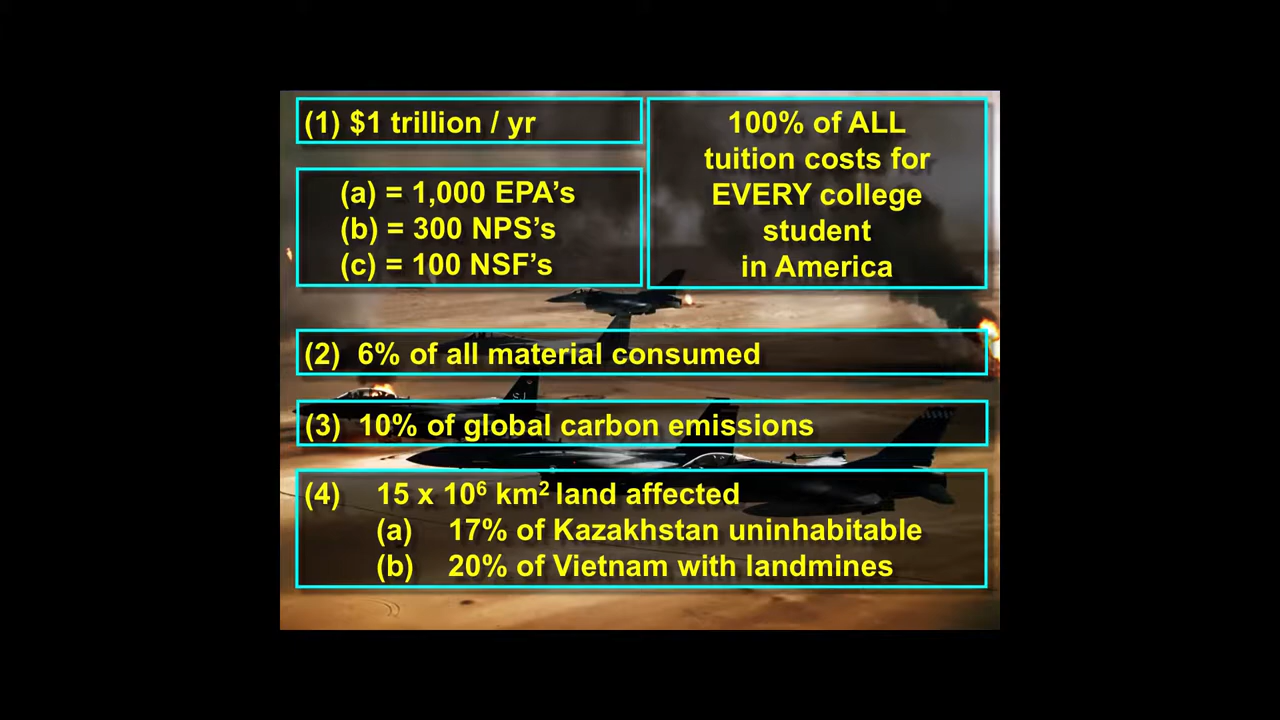 (1) $1 trillion / yr
(a) = 1,000 EPA's
(b) = 300 NPS's
(c) = 100 NSF's
100% of ALL
tuition costs for
EVERY college
student
in America
(2) 6% of all material consumed
(3) 10% of global carbon emissions
(4) 15 x 10⁶ km² land affected
(a) 17% of Kazakhstan uninhabitable
(b) 20% of Vietnam with landmines